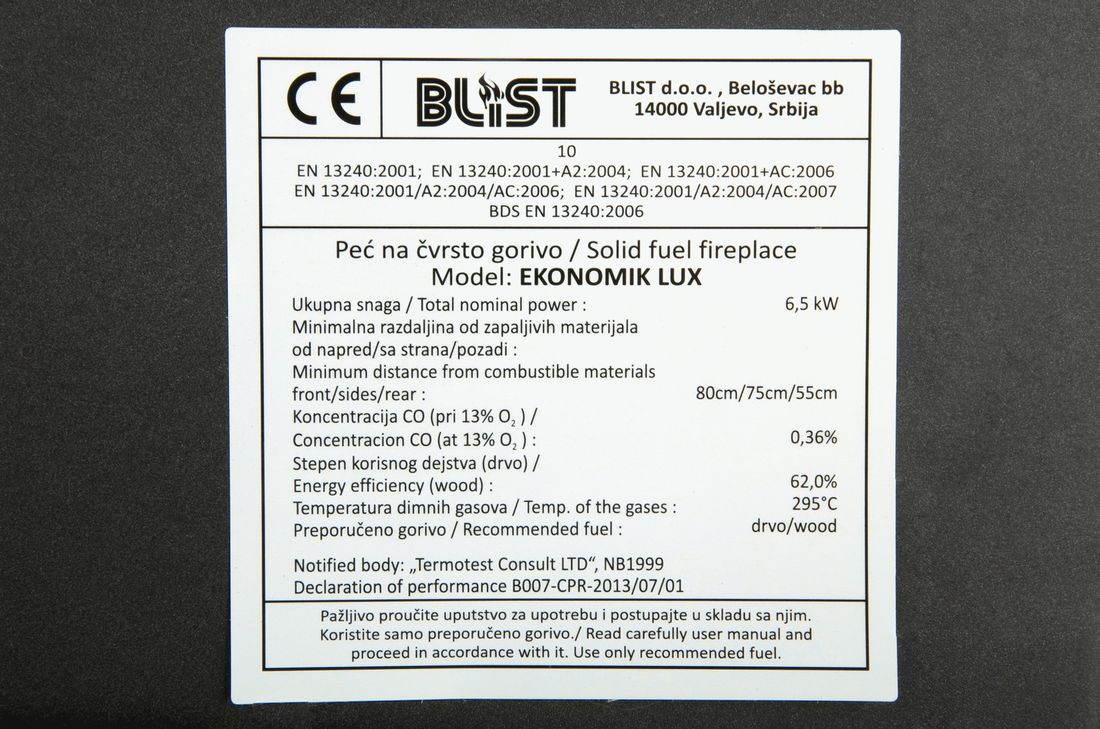 CE
BLiST
BLIST d.o.o. , Beloševac bb
14000 Valjevo, Srbija
10
EN 13240:2001; EN 13240:2001+A2:2004; EN 13240:2001+AC:2006
EN 13240:2001/A2:2004/AC:2006; EN 13240:2001/A2:2004/AC:2007
BDS EN 13240:2006
Peć na čvrsto gorivo / Solid fuel fireplace
Model: EKONOMIK LUX
Ukupna snaga / Total nominal power : 6,5 kW
Minimalna razdaljina od zapaljivih materijala
od napred/sa strana/pozadi :
Minimum distance from combustible materials
front/sides/rear : 80cm/75cm/55cm
Koncentracija CO (pri 13% O₂ ) /
Concentracion CO (at 13% O₂ ) : 0,36%
Stepen korisnog dejstva (drvo) /
Energy efficiency (wood) : 62,0%
Temperatura dimnih gasova / Temp. of the gases : 295°C
Preporučeno gorivo / Recommended fuel : drvo/wood
Notified body: „Termotest Consult LTD“, NB1999
Declaration of performance B007-CPR-2013/07/01
Pažljivo proučite uputstvo za upotrebu i postupajte u skladu sa njim.
Koristite samo preporučeno gorivo./ Read carefully user manual and
proceed in accordance with it. Use only recommended fuel.